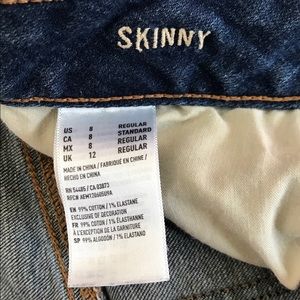 SKINNY
US 8 REGULAR
CA 8 STANDARD
MX 8 REGULAR
UK 12 REGULAR
MADE IN CHINA / FABRIQUÉ EN CHINE /
HECHO EN CHINA
RN 54485 / CA 03873
EN 99% COTTON / 1% ELASTANE
EXCLUSIVE OF DECORATION
FR 99% COTON / 1% ELASTHANNE
À L'EXCEPTION DE LA GARNITURE
SP 99% ALGODÓN / 1% ELASTANO